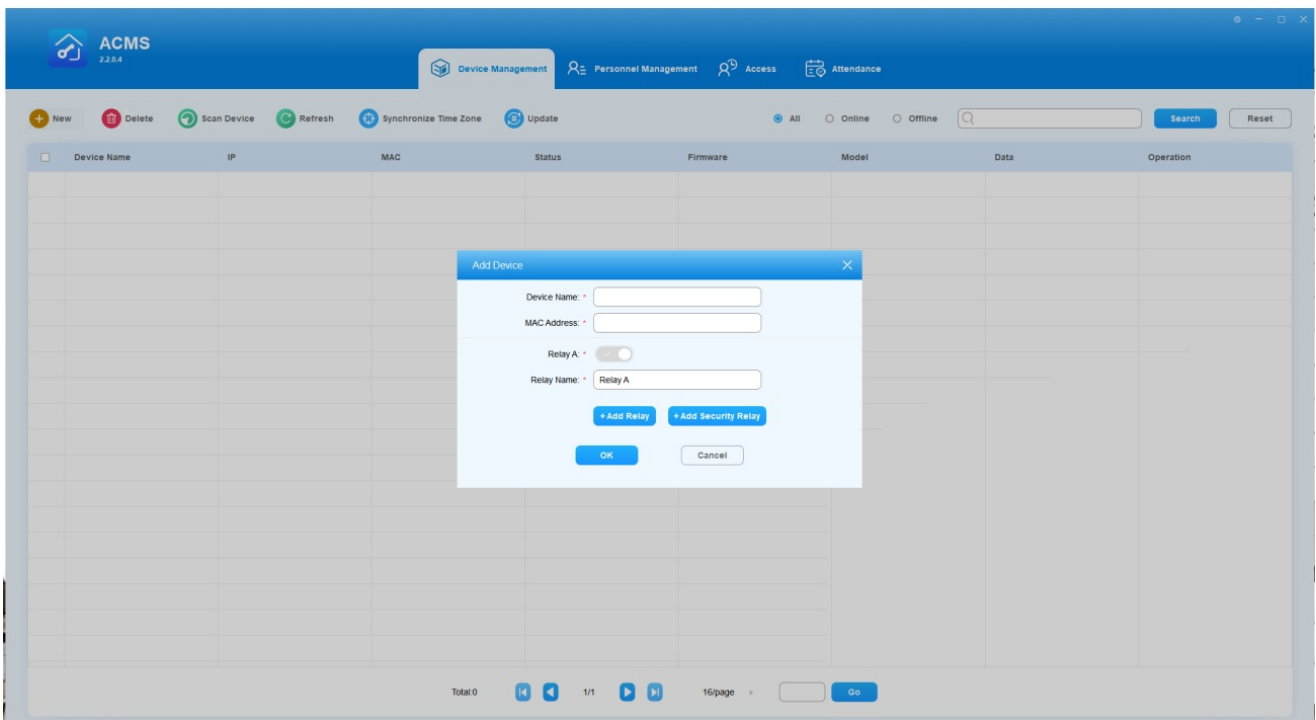 ACMS
2.2.0.4
Device Management Personnel Management Access Attendance
New Delete Scan Device Refresh Synchronize Time Zone Update All Online Offline Search Reset
Device Name IP MAC Status Firmware Model Data Operation
Add Device
Device Name: *
MAC Address: *
Relay A: *
Relay Name: * Relay A
+Add Relay +Add Security Relay
OK Cancel
Total:0 1/1 16/page Go